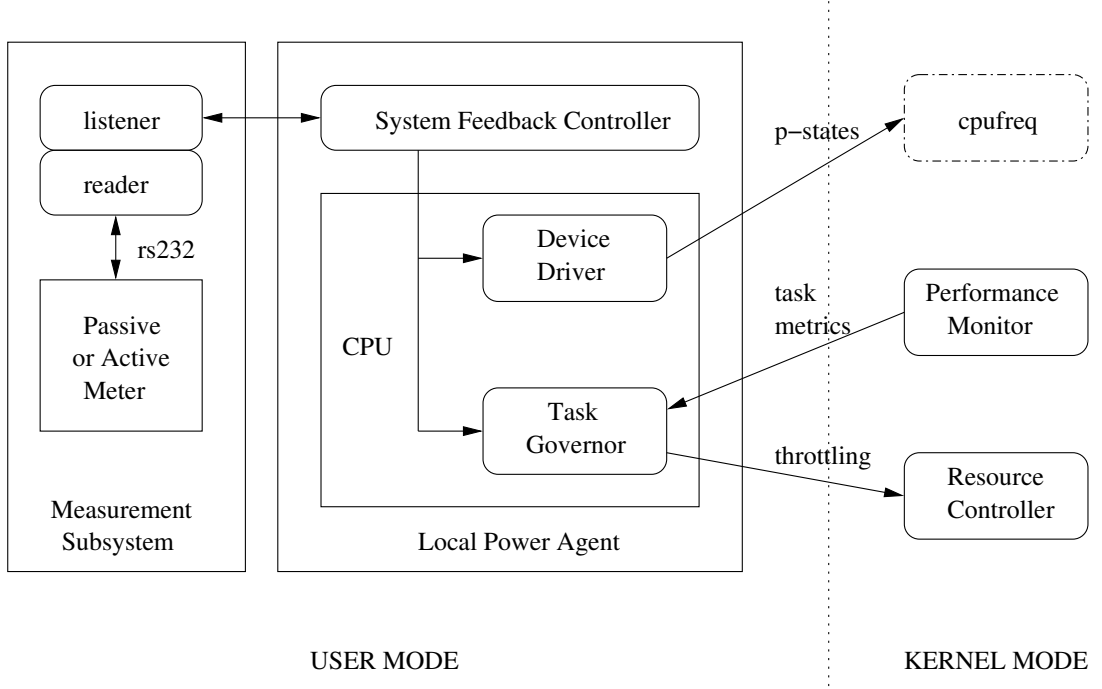 listener
reader
rs232
Passive
or Active
Meter
Measurement
Subsystem
System Feedback Controller
Device
Driver
CPU
Task
Governor
Local Power Agent
p−states
task
metrics
throttling
cpufreq
Performance
Monitor
Resource
Controller
USER MODE
KERNEL MODE